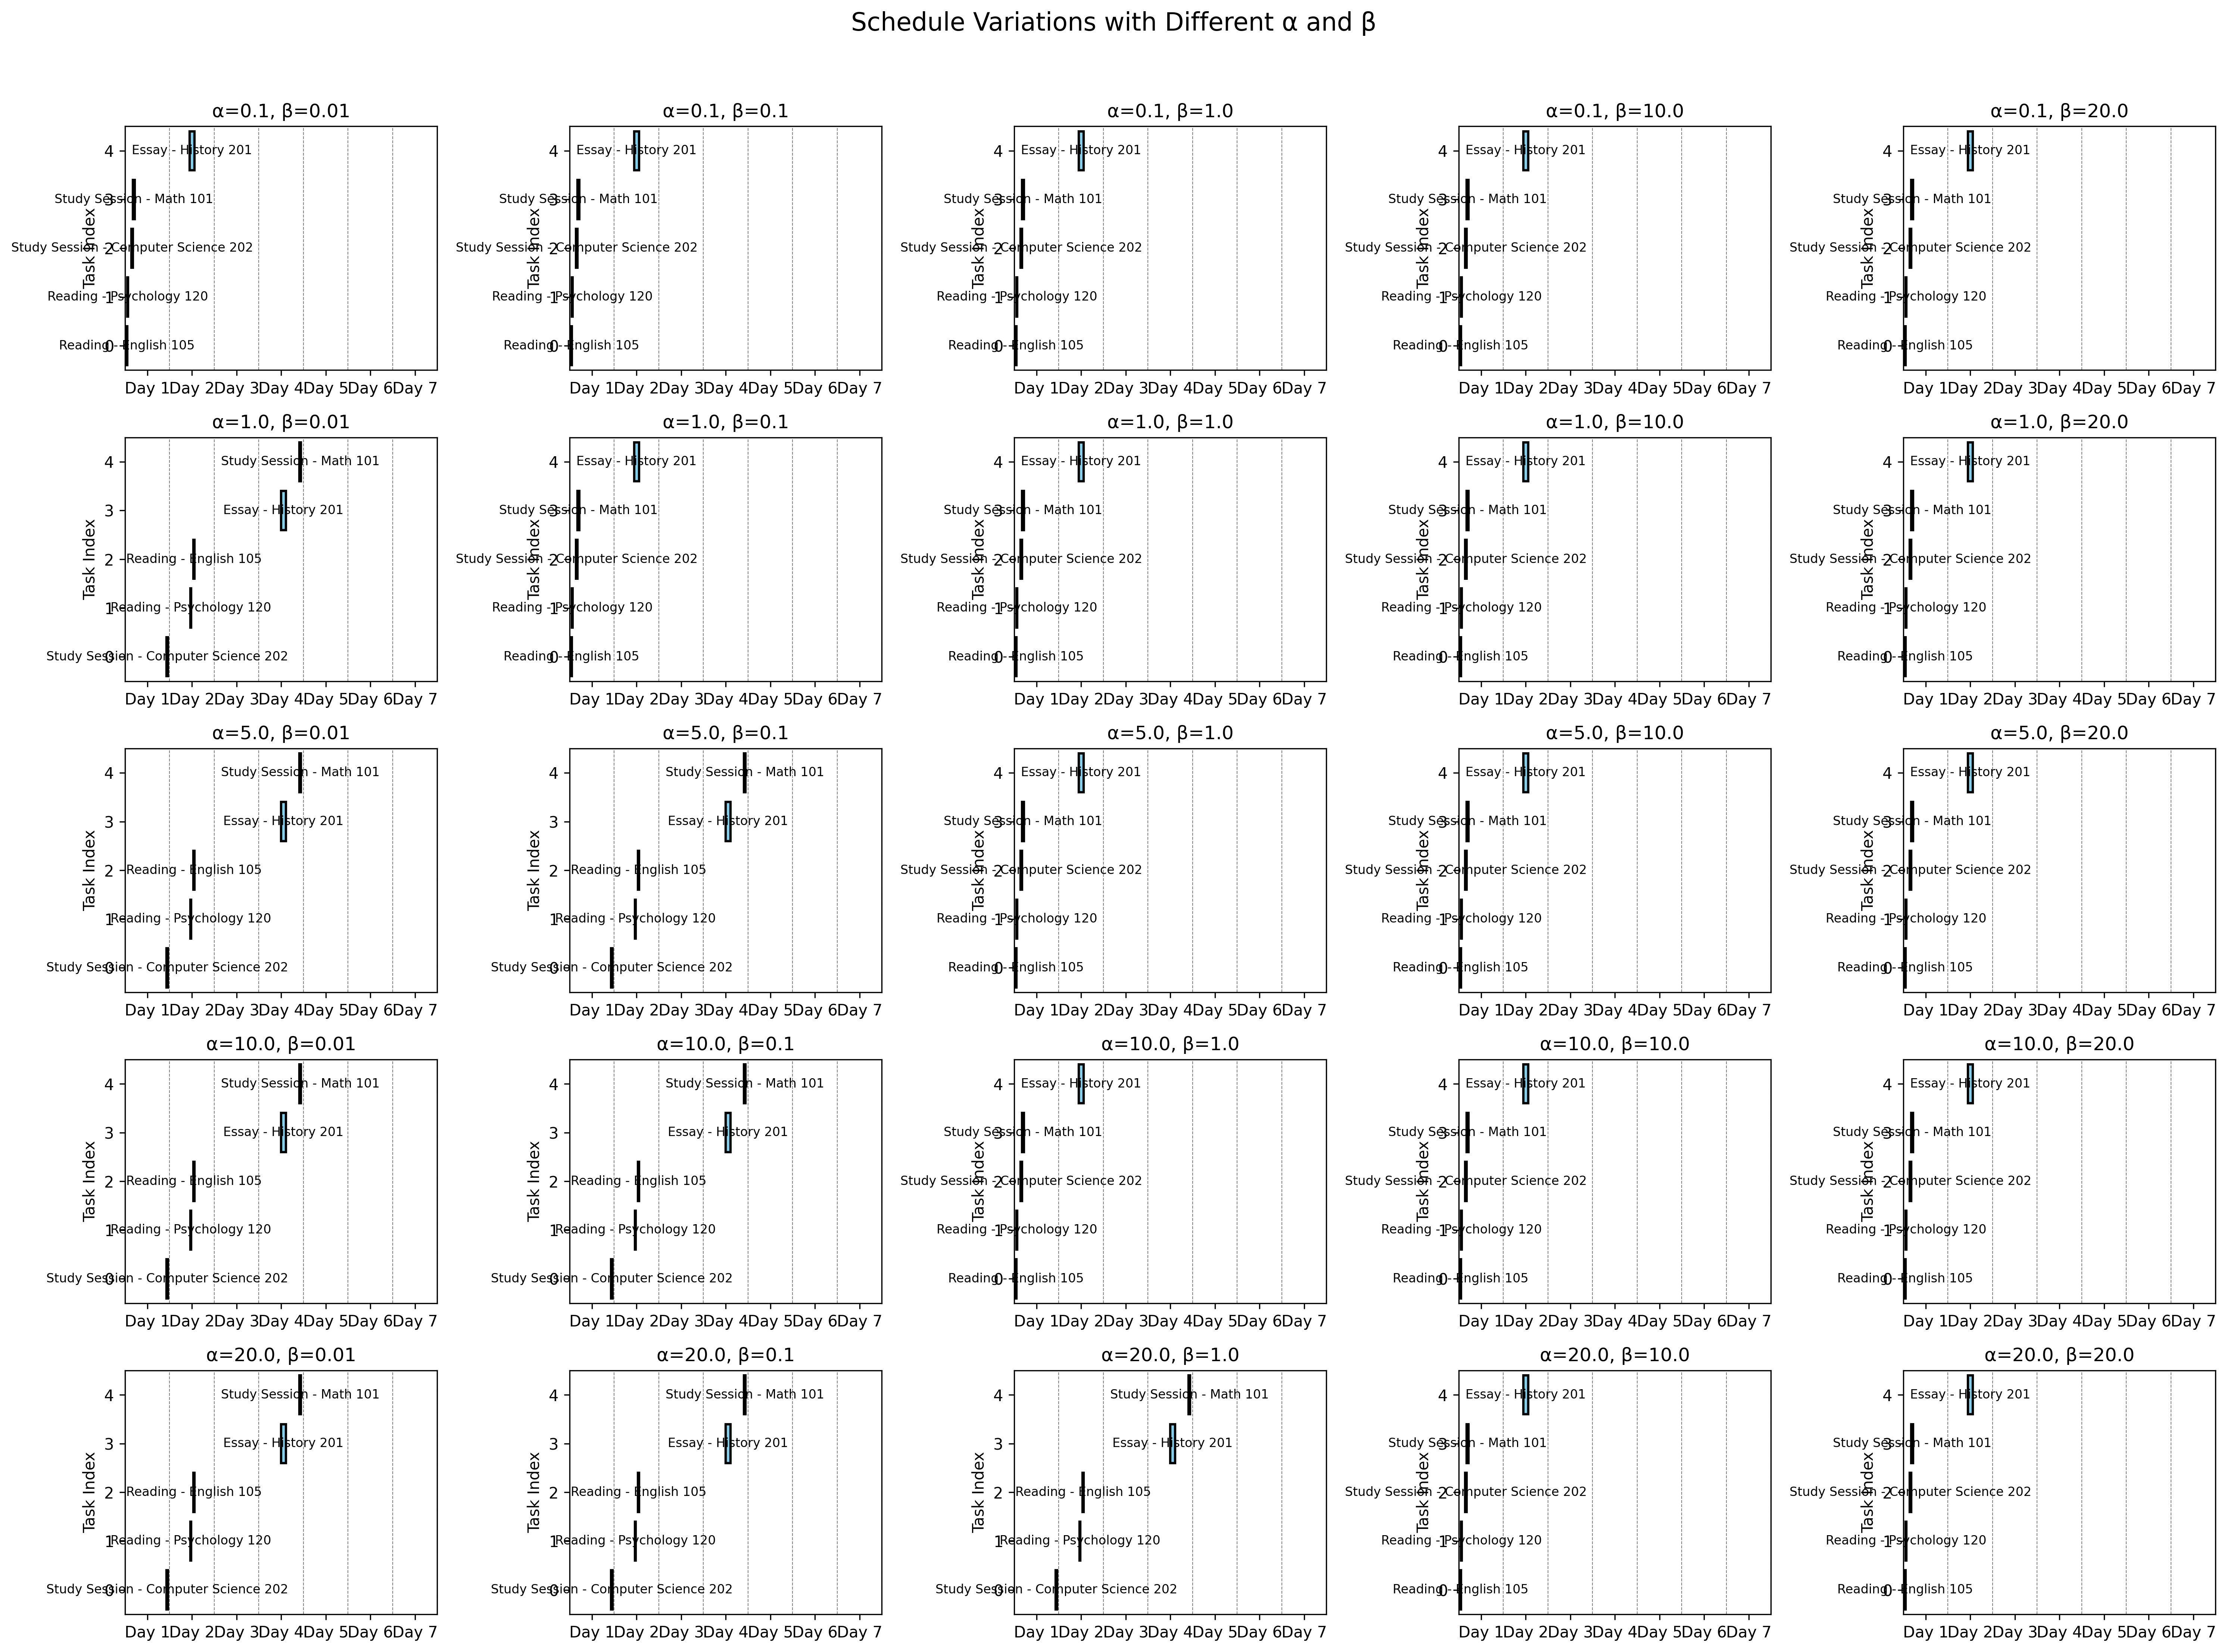 Schedule Variations with Different α and β
α=0.1, β=0.01 α=0.1, β=0.1 α=0.1, β=1.0 α=0.1, β=10.0 α=0.1, β=20.0
4 Essay - History 201 4 Essay - History 201 4 Essay - History 201 4 Essay - History 201 4 Essay - History 201
3 Study Session - Math 101 3 Study Session - Math 101 3 Study Session - Math 101 3 Study Session - Math 101 3 Study Session - Math 101
2 Study Session - Computer Science 202 2 Study Session - Computer Science 202 2 Study Session - Computer Science 202 2 Study Session - Computer Science 202 2 Study Session - Computer Science 202
Task Index Task Index Task Index Task Index Task Index
1 Reading - Psychology 120 1 Reading - Psychology 120 1 Reading - Psychology 120 1 Reading - Psychology 120 1 Reading - Psychology 120
0 Reading - English 105 0 Reading - English 105 0 Reading - English 105 0 Reading - English 105 0 Reading - English 105
Day 1 Day 2 Day 3 Day 4 Day 5 Day 6 Day 7 Day 1 Day 2 Day 3 Day 4 Day 5 Day 6 Day 7 Day 1 Day 2 Day 3 Day 4 Day 5 Day 6 Day 7 Day 1 Day 2 Day 3 Day 4 Day 5 Day 6 Day 7 Day 1 Day 2 Day 3 Day 4 Day 5 Day 6 Day 7
α=1.0, β=0.01 α=1.0, β=0.1 α=1.0, β=1.0 α=1.0, β=10.0 α=1.0, β=20.0
4 Study Session - Math 101 4 Essay - History 201 4 Essay - History 201 4 Essay - History 201 4 Essay - History 201
3 Essay - History 201 3 Study Session - Math 101 3 Study Session - Math 101 3 Study Session - Math 101 3 Study Session - Math 101
2 Reading - English 105 2 Study Session - Computer Science 202 2 Study Session - Computer Science 202 2 Study Session - Computer Science 202 2 Study Session - Computer Science 202
Task Index Task Index Task Index Task Index Task Index
1 Reading - Psychology 120 1 Reading - Psychology 120 1 Reading - Psychology 120 1 Reading - Psychology 120 1 Reading - Psychology 120
0 Study Session - Computer Science 202 0 Reading - English 105 0 Reading - English 105 0 Reading - English 105 0 Reading - English 105
Day 1 Day 2 Day 3 Day 4 Day 5 Day 6 Day 7 Day 1 Day 2 Day 3 Day 4 Day 5 Day 6 Day 7 Day 1 Day 2 Day 3 Day 4 Day 5 Day 6 Day 7 Day 1 Day 2 Day 3 Day 4 Day 5 Day 6 Day 7 Day 1 Day 2 Day 3 Day 4 Day 5 Day 6 Day 7
α=5.0, β=0.01 α=5.0, β=0.1 α=5.0, β=1.0 α=5.0, β=10.0 α=5.0, β=20.0
4 Study Session - Math 101 4 Study Session - Math 101 4 Essay - History 201 4 Essay - History 201 4 Essay - History 201
3 Essay - History 201 3 Essay - History 201 3 Study Session - Math 101 3 Study Session - Math 101 3 Study Session - Math 101
2 Reading - English 105 2 Reading - English 105 2 Study Session - Computer Science 202 2 Study Session - Computer Science 202 2 Study Session - Computer Science 202
Task Index Task Index Task Index Task Index Task Index
1 Reading - Psychology 120 1 Reading - Psychology 120 1 Reading - Psychology 120 1 Reading - Psychology 120 1 Reading - Psychology 120
0 Study Session - Computer Science 202 0 Study Session - Computer Science 202 0 Reading - English 105 0 Reading - English 105 0 Reading - English 105
Day 1 Day 2 Day 3 Day 4 Day 5 Day 6 Day 7 Day 1 Day 2 Day 3 Day 4 Day 5 Day 6 Day 7 Day 1 Day 2 Day 3 Day 4 Day 5 Day 6 Day 7 Day 1 Day 2 Day 3 Day 4 Day 5 Day 6 Day 7 Day 1 Day 2 Day 3 Day 4 Day 5 Day 6 Day 7
α=10.0, β=0.01 α=10.0, β=0.1 α=10.0, β=1.0 α=10.0, β=10.0 α=10.0, β=20.0
4 Study Session - Math 101 4 Study Session - Math 101 4 Essay - History 201 4 Essay - History 201 4 Essay - History 201
3 Essay - History 201 3 Essay - History 201 3 Study Session - Math 101 3 Study Session - Math 101 3 Study Session - Math 101
2 Reading - English 105 2 Reading - English 105 2 Study Session - Computer Science 202 2 Study Session - Computer Science 202 2 Study Session - Computer Science 202
Task Index Task Index Task Index Task Index Task Index
1 Reading - Psychology 120 1 Reading - Psychology 120 1 Reading - Psychology 120 1 Reading - Psychology 120 1 Reading - Psychology 120
0 Study Session - Computer Science 202 0 Study Session - Computer Science 202 0 Reading - English 105 0 Reading - English 105 0 Reading - English 105
Day 1 Day 2 Day 3 Day 4 Day 5 Day 6 Day 7 Day 1 Day 2 Day 3 Day 4 Day 5 Day 6 Day 7 Day 1 Day 2 Day 3 Day 4 Day 5 Day 6 Day 7 Day 1 Day 2 Day 3 Day 4 Day 5 Day 6 Day 7 Day 1 Day 2 Day 3 Day 4 Day 5 Day 6 Day 7
α=20.0, β=0.01 α=20.0, β=0.1 α=20.0, β=1.0 α=20.0, β=10.0 α=20.0, β=20.0
4 Study Session - Math 101 4 Study Session - Math 101 4 Study Session - Math 101 4 Essay - History 201 4 Essay - History 201
3 Essay - History 201 3 Essay - History 201 3 Essay - History 201 3 Study Session - Math 101 3 Study Session - Math 101
2 Reading - English 105 2 Reading - English 105 2 Reading - English 105 2 Study Session - Computer Science 202 2 Study Session - Computer Science 202
Task Index Task Index Task Index Task Index Task Index
1 Reading - Psychology 120 1 Reading - Psychology 120 1 Reading - Psychology 120 1 Reading - Psychology 120 1 Reading - Psychology 120
0 Study Session - Computer Science 202 0 Study Session - Computer Science 202 0 Study Session - Computer Science 202 0 Reading - English 105 0 Reading - English 105
Day 1 Day 2 Day 3 Day 4 Day 5 Day 6 Day 7 Day 1 Day 2 Day 3 Day 4 Day 5 Day 6 Day 7 Day 1 Day 2 Day 3 Day 4 Day 5 Day 6 Day 7 Day 1 Day 2 Day 3 Day 4 Day 5 Day 6 Day 7 Day 1 Day 2 Day 3 Day 4 Day 5 Day 6 Day 7